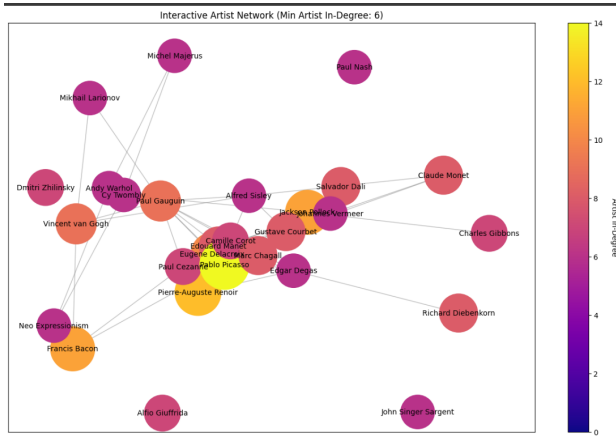 Interactive Artist Network (Min Artist In-Degree: 6)
Michel Majerus
Paul Nash
Mikhail Larionov
Dmitri Zhilinsky
Andy Warhol
Cy Twombly
Paul Gauguin
Alfred Sisley
Salvador Dali
Claude Monet
Vincent van Gogh
Jackson Pollock
Johannes Vermeer
Gustave Courbet
Charles Gibbons
Camille Corot
Edouard Manet
Eugene Delacroix
Marc Chagall
Paul Cezanne
Pablo Picasso
Edgar Degas
Pierre-Auguste Renoir
Richard Diebenkorn
Neo Expressionism
Francis Bacon
Alfio Giuffrida
John Singer Sargent
14
12
10
8
6
4
2
0
Artist In-Degree